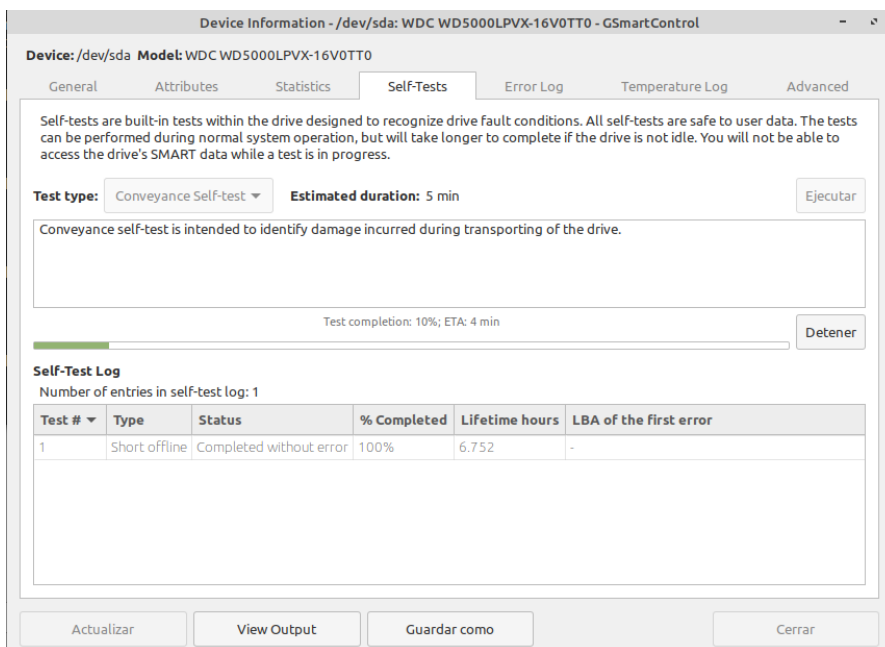 Device Information - /dev/sda: WDC WD5000LPVX-16V0TT0 - GSmartControl
Device: /dev/sda Model: WDC WD5000LPVX-16V0TT0
General Attributes Statistics Self-Tests Error Log Temperature Log Advanced
Self-tests are built-in tests within the drive designed to recognize drive fault conditions. All self-tests are safe to user data. The tests
can be performed during normal system operation, but will take longer to complete if the drive is not idle. You will not be able to
access the drive's SMART data while a test is in progress.
Test type: Conveyance Self-test Estimated duration: 5 min Ejecutar
Conveyance self-test is intended to identify damage incurred during transporting of the drive.
Test completion: 10%; ETA: 4 min
Detener
Self-Test Log
Number of entries in self-test log: 1
Test # Type Status % Completed Lifetime hours LBA of the first error
1 Short offline Completed without error 100% 6.752 -
Actualizar View Output Guardar como Cerrar